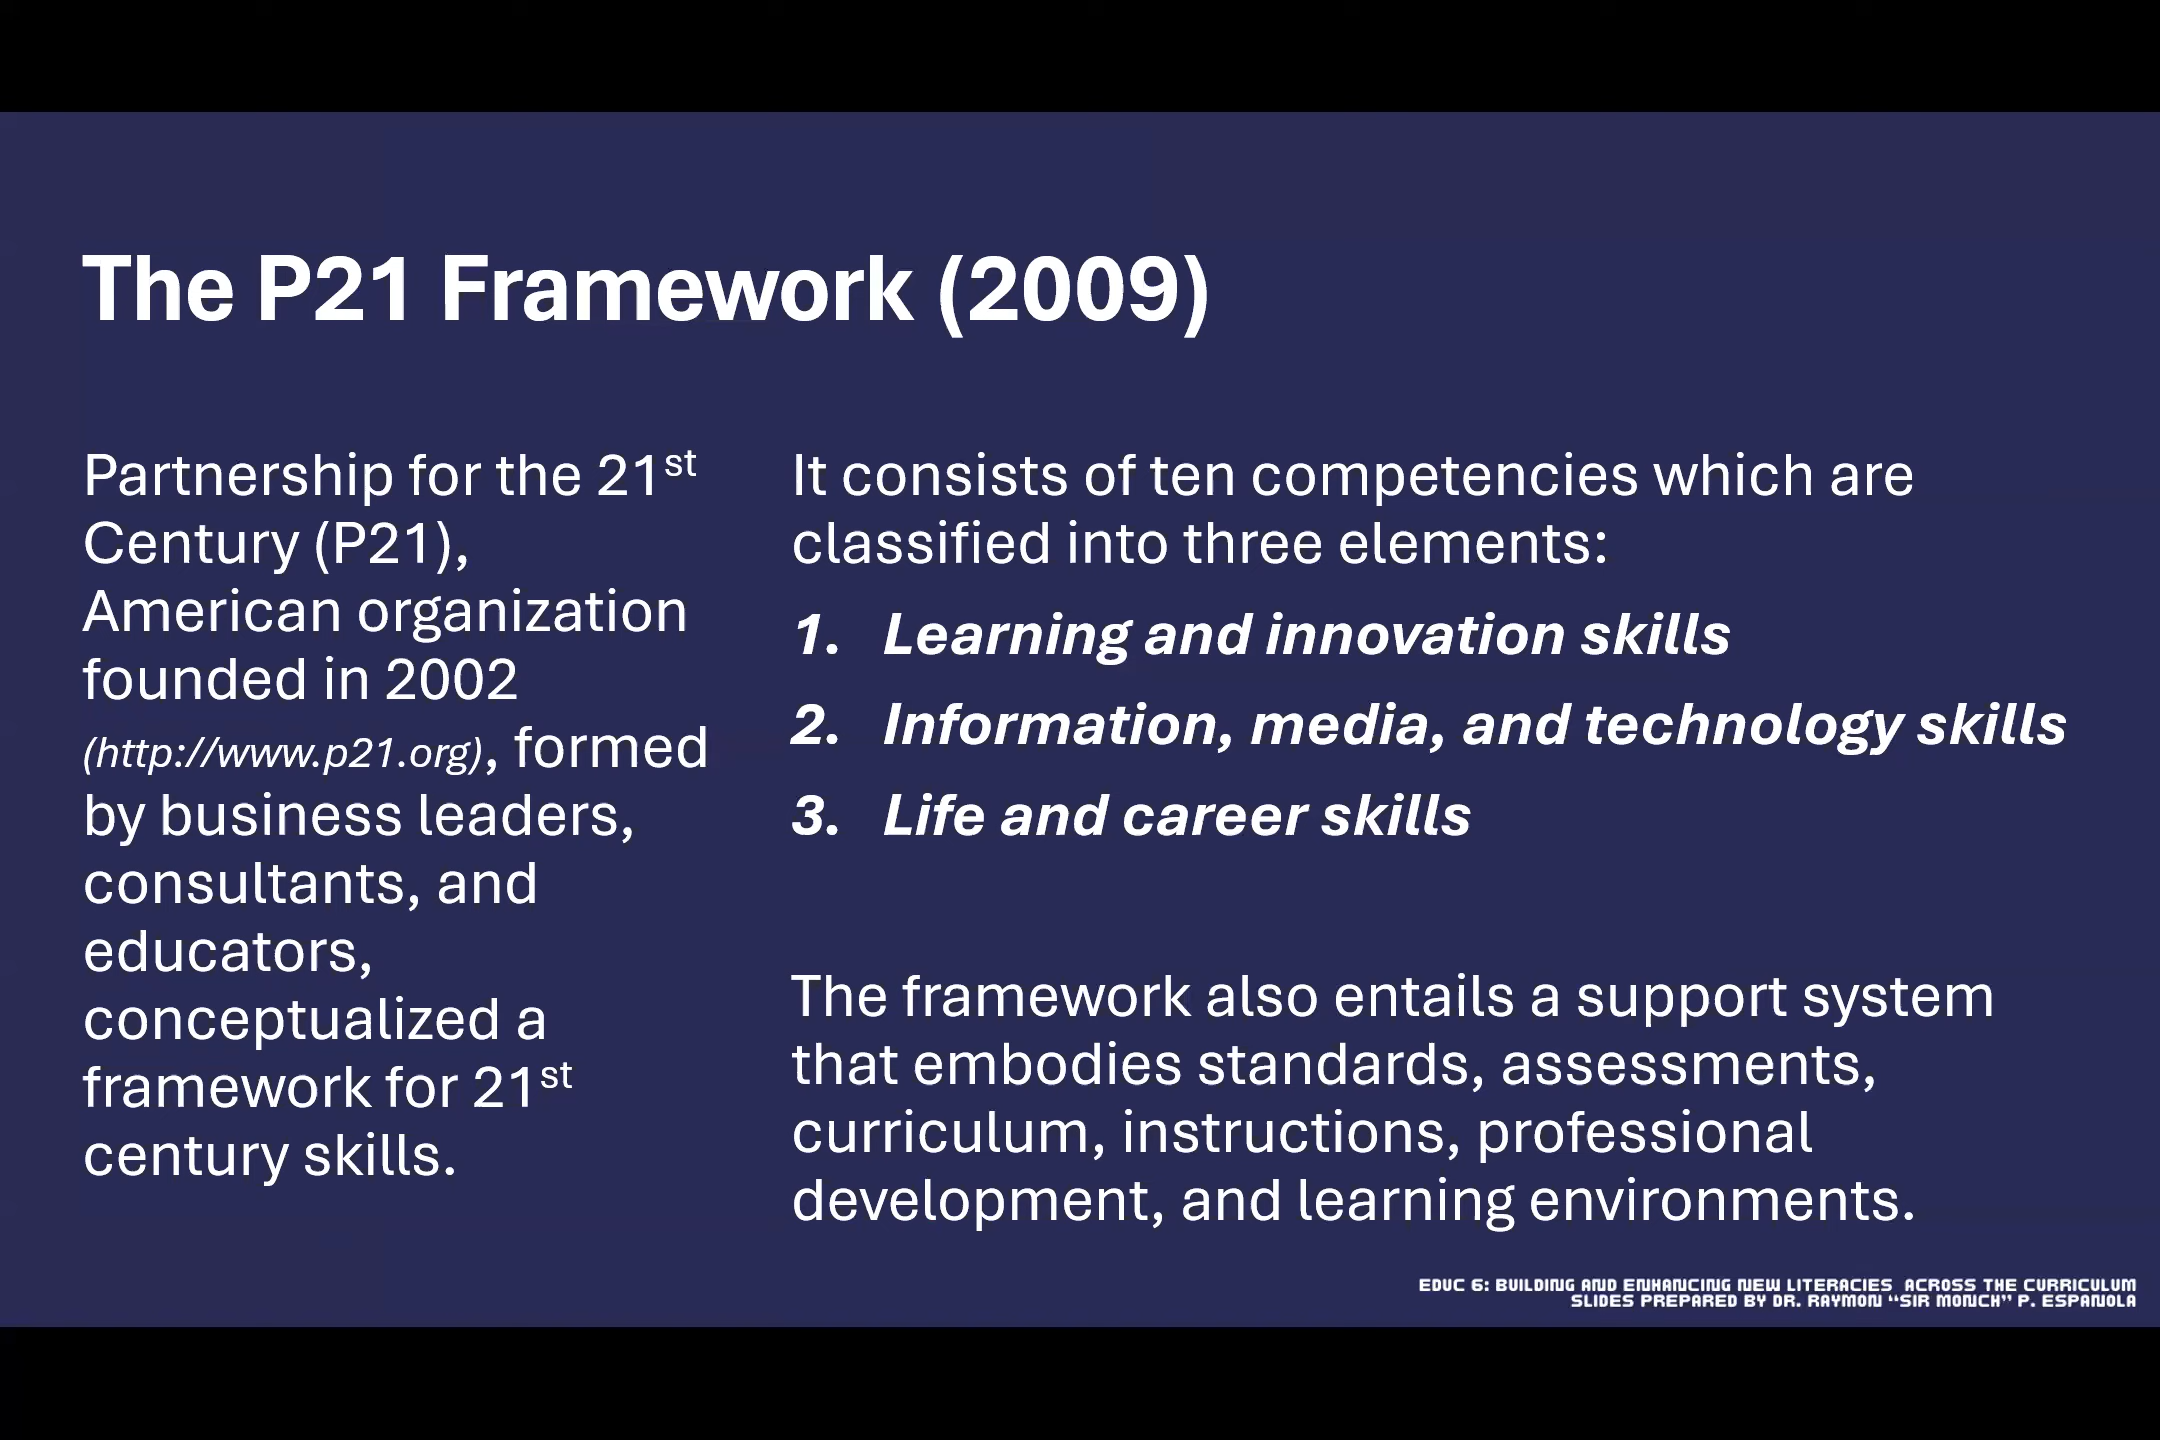 The P21 Framework (2009)
Partnership for the 21st
Century (P21),
American organization
founded in 2002
(http://www.p21.org), formed
by business leaders,
consultants, and
educators,
conceptualized a
framework for 21st
century skills.
It consists of ten competencies which are
classified into three elements:
1. Learning and innovation skills
2. Information, media, and technology skills
3. Life and career skills
The framework also entails a support system
that embodies standards, assessments,
curriculum, instructions, professional
development, and learning environments.
EDUC 6: BUILDING AND ENHANCING NEW LITERACIES ACROSS THE CURRICULUM
SLIDES PREPARED BY DR. RAYMON “SIR MONCH” P. ESPANOLA